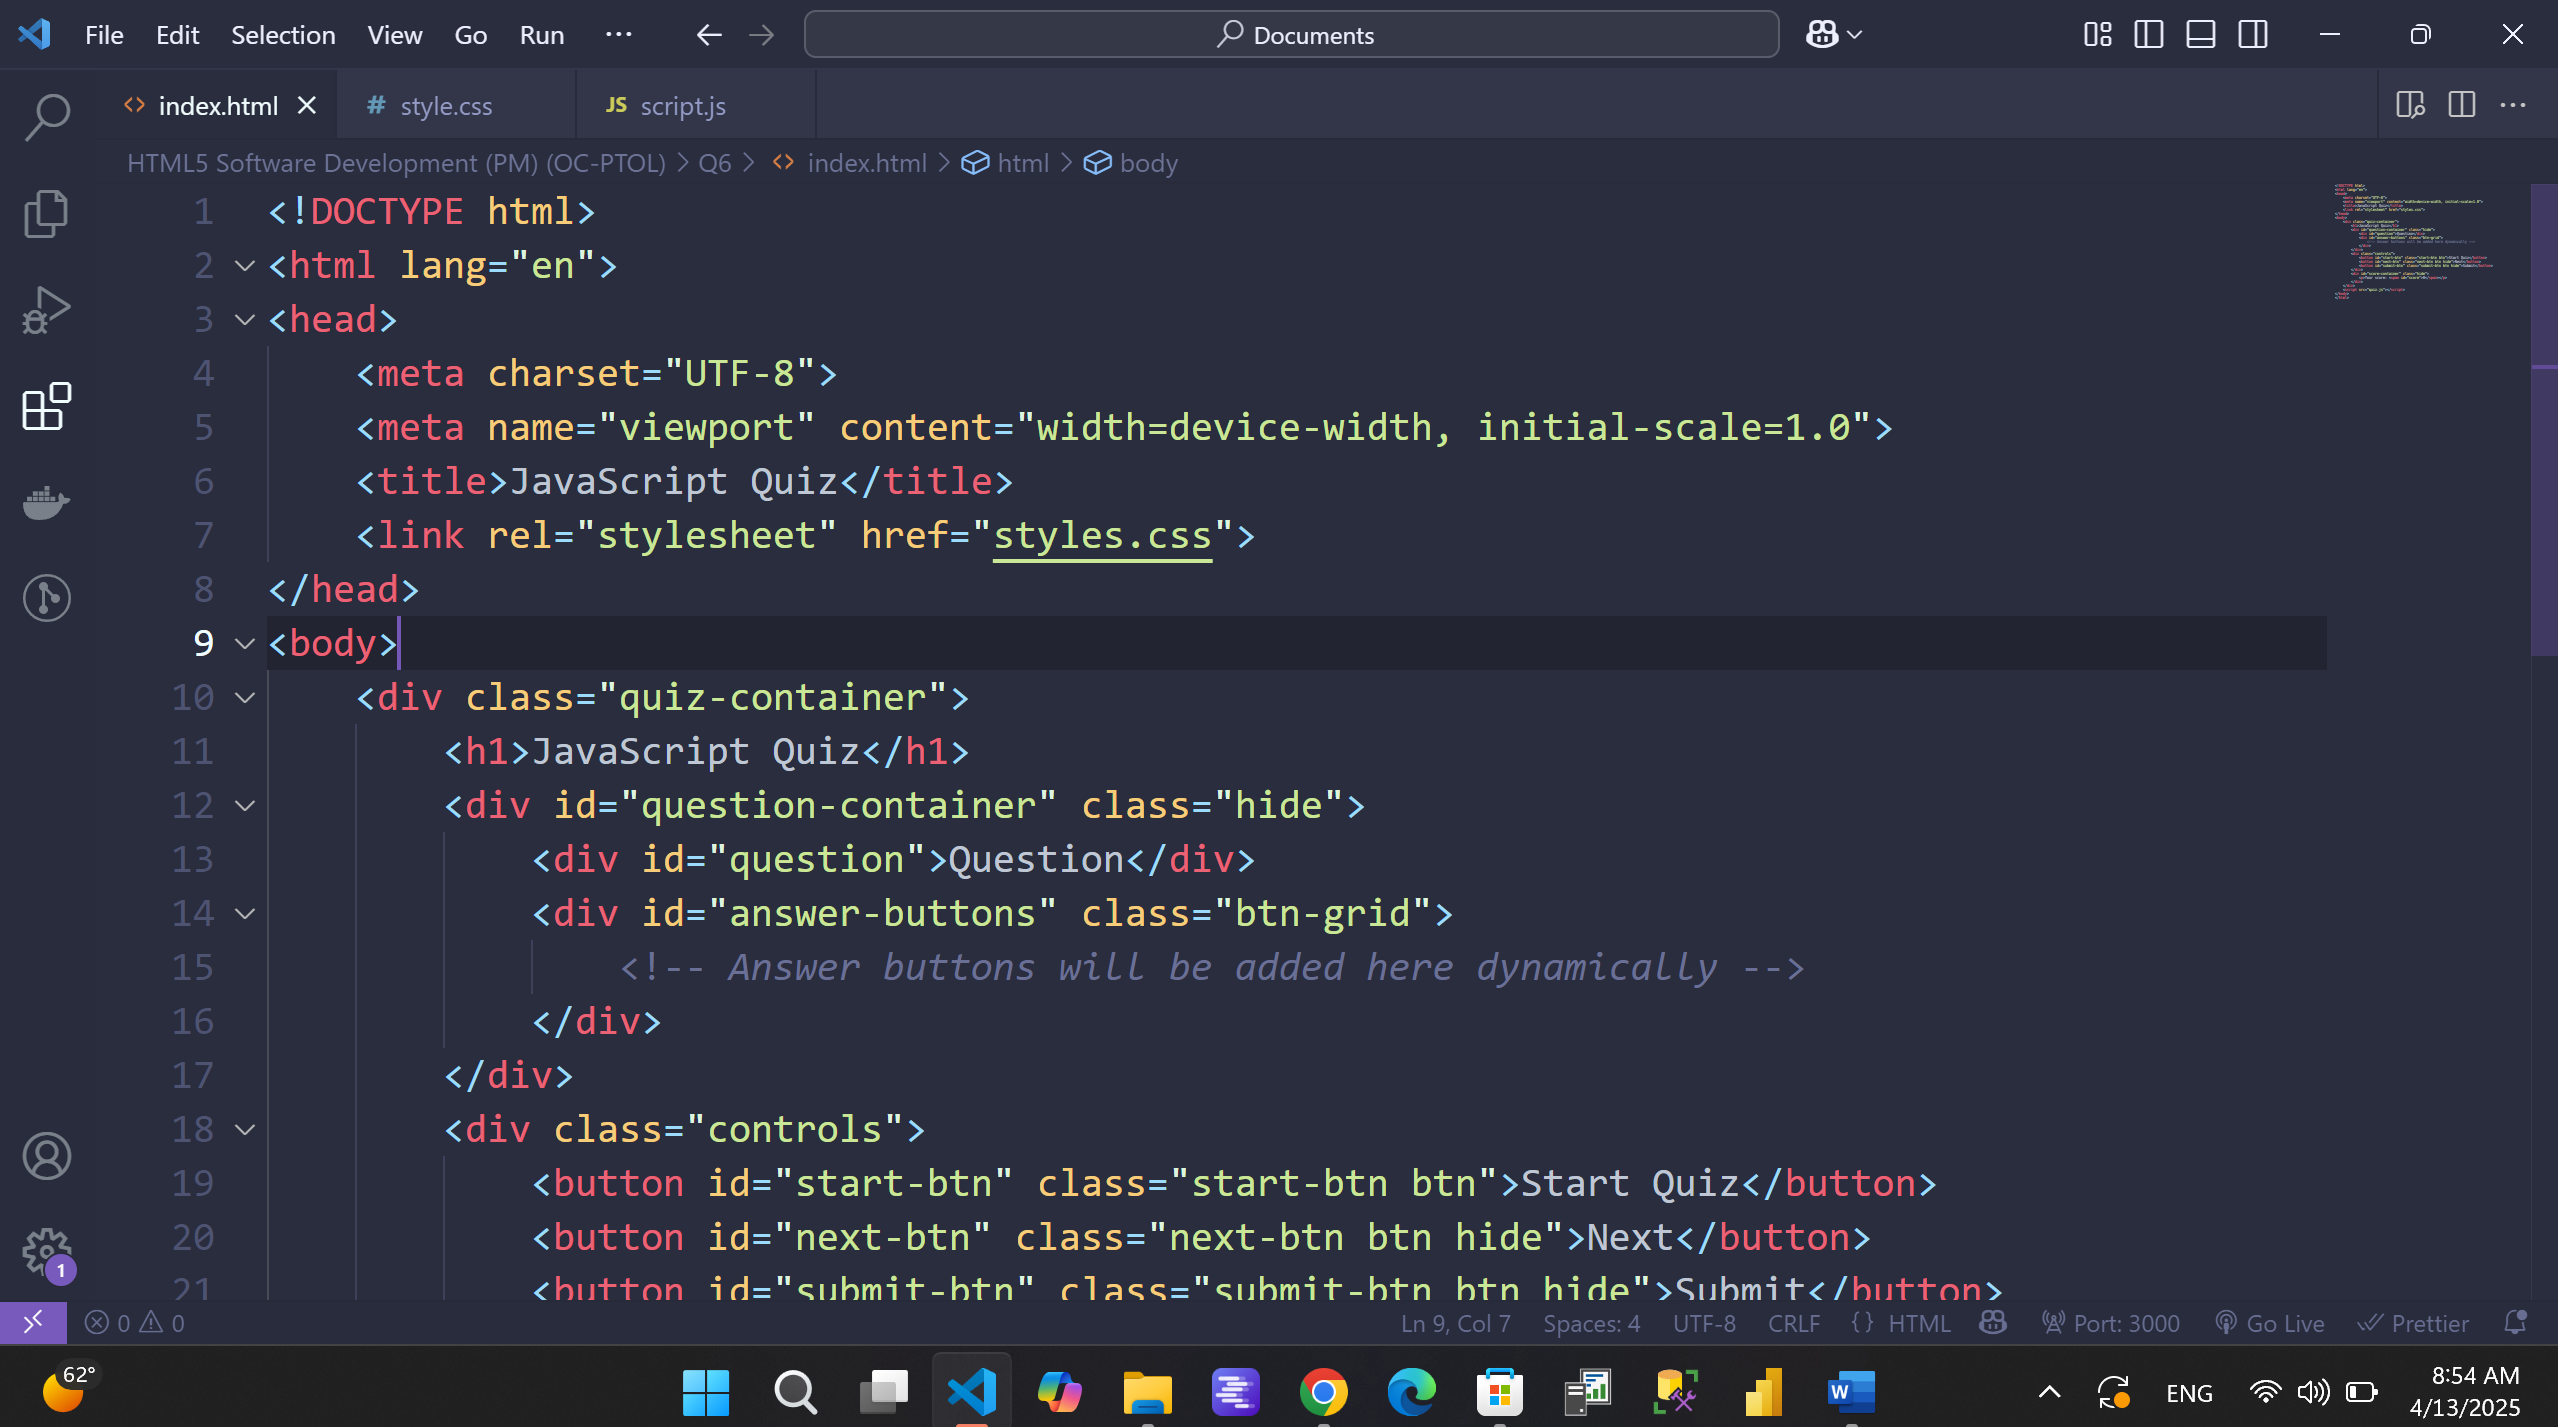 File Edit Selection View Go Run ··· Documents
index.html style.css script.js
HTML5 Software Development (PM) (OC-PTOL) > Q6 > index.html > html > body
1 <!DOCTYPE html>
2 <html lang="en">
3 <head>
4 <meta charset="UTF-8">
5 <meta name="viewport" content="width=device-width, initial-scale=1.0">
6 <title>JavaScript Quiz</title>
7 <link rel="stylesheet" href="styles.css">
8 </head>
9 <body>
10 <div class="quiz-container">
11 <h1>JavaScript Quiz</h1>
12 <div id="question-container" class="hide">
13 <div id="question">Question</div>
14 <div id="answer-buttons" class="btn-grid">
15 <!-- Answer buttons will be added here dynamically -->
16 </div>
17 </div>
18 <div class="controls">
19 <button id="start-btn" class="start-btn btn">Start Quiz</button>
20 <button id="next-btn" class="next-btn btn hide">Next</button>
21 <button id="submit-btn" class="submit-btn btn hide">Submit</button>
1
0 0 Ln 9, Col 7 Spaces: 4 UTF-8 CRLF {} HTML Port: 3000 Go Live Prettier
62° ENG 8:54 AM
4/13/2025